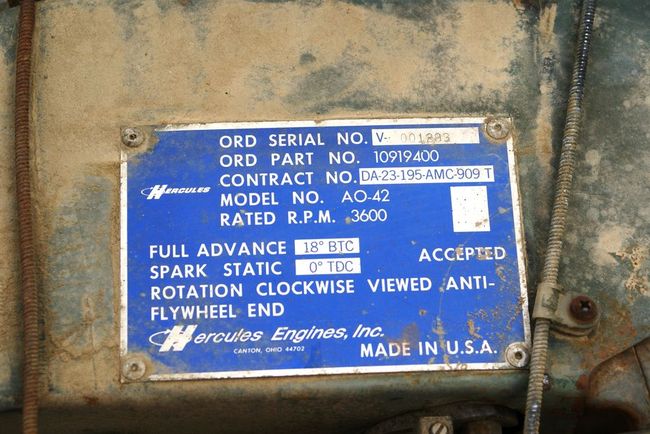 ORD SERIAL NO. V- 001883
ORD PART NO. 10919400
CONTRACT NO. DA-23-195-AMC-909 T
HERCULES
MODEL NO. AO-42
RATED R.P.M. 3600
FULL ADVANCE 18° BTC
ACCEPTED
SPARK STATIC 0° TDC
ROTATION CLOCKWISE VIEWED ANTI-
FLYWHEEL END
Hercules Engines, Inc.
CANTON, OHIO 44702
MADE IN U.S.A.